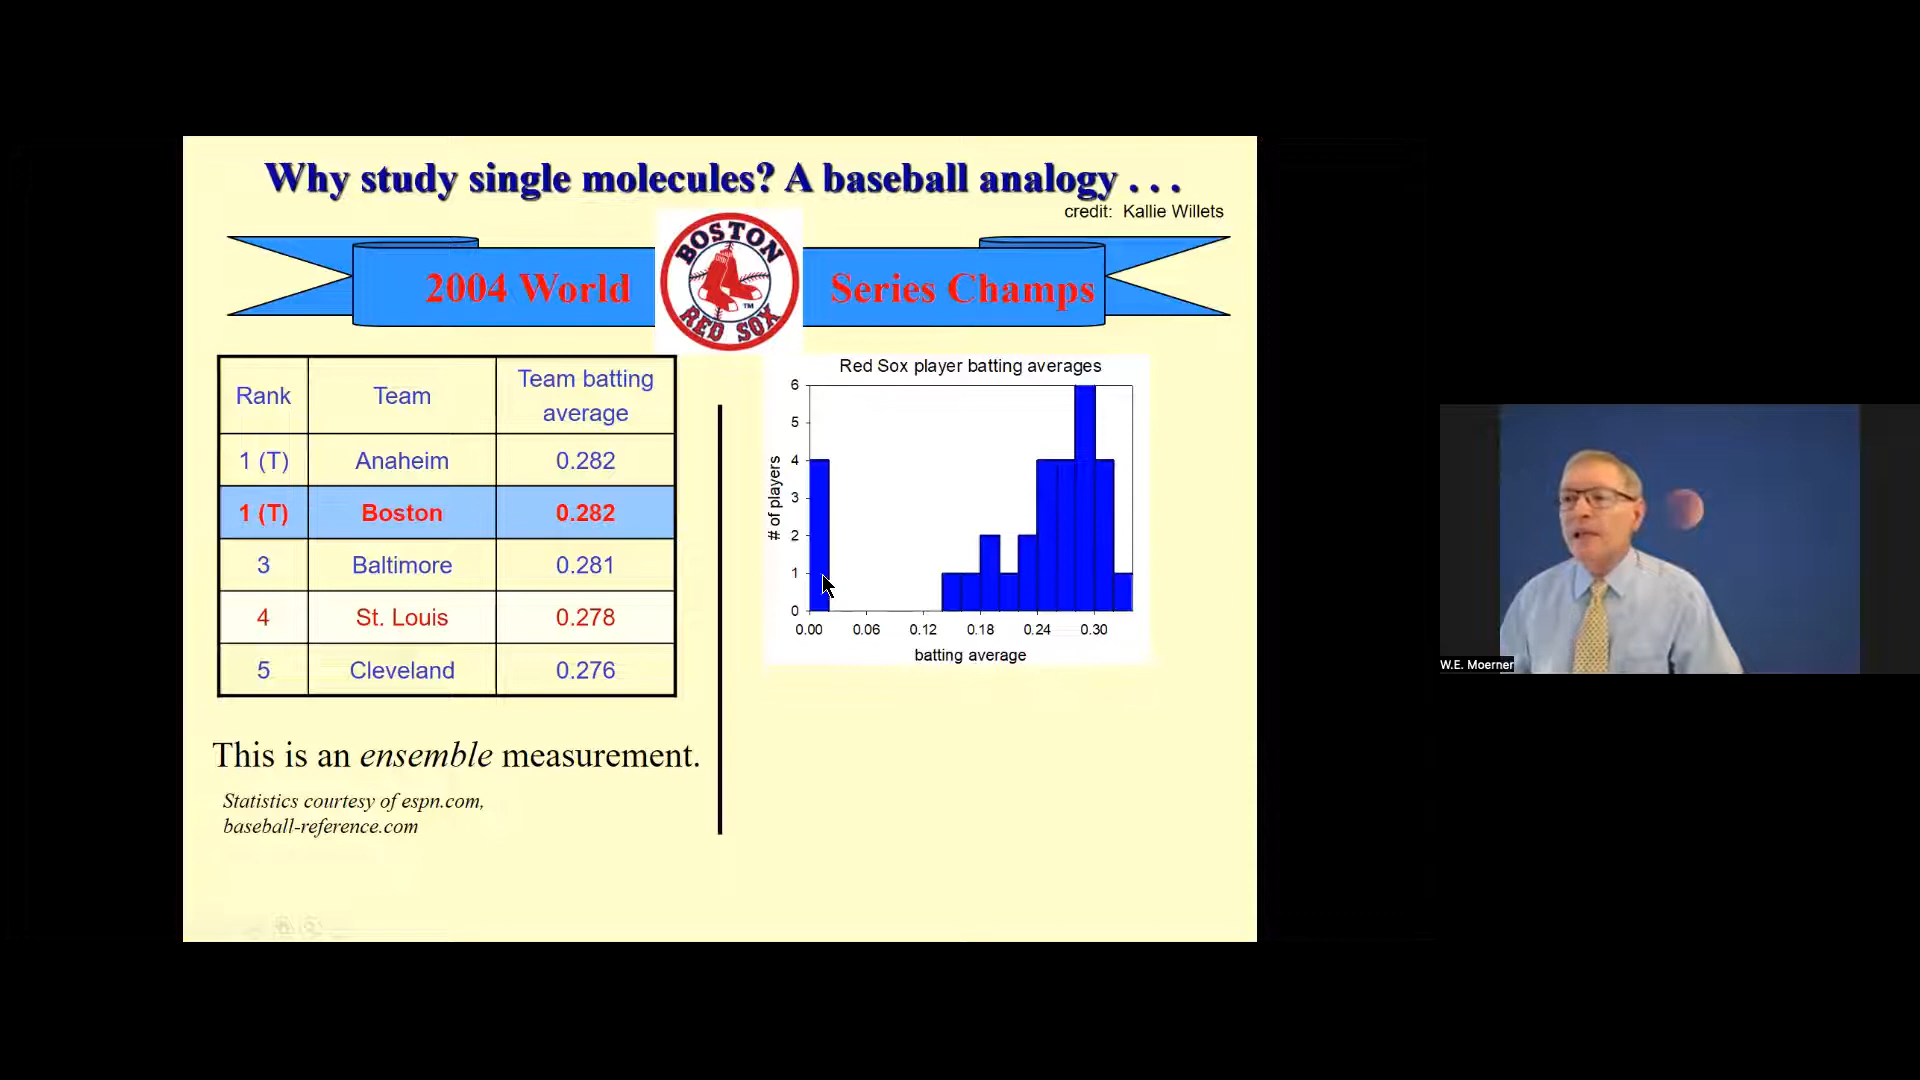 Why study single molecules? A baseball analogy . . .
credit: Kallie Willets
2004 World
BOSTON
RED SOX
TM
Series Champs
Rank
Team
Team batting
average
1 (T)
Anaheim
0.282
1 (T)
Boston
0.282
3
Baltimore
0.281
4
St. Louis
0.278
5
Cleveland
0.276
This is an ensemble measurement.
Statistics courtesy of espn.com,
baseball-reference.com
Red Sox player batting averages
# of players
6
5
4
3
2
1
0
0.00 0.06 0.12 0.18 0.24 0.30
batting average
W.E. Moerner